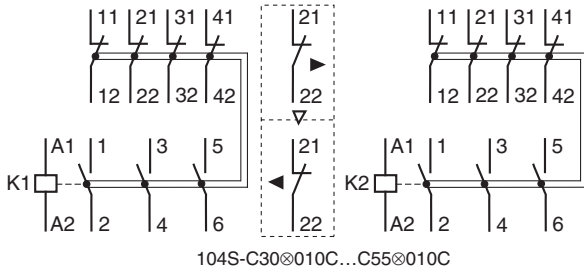 11 21 31 41 21 11 21 31 41
12 22 32 42 22 12 22 32 42
A1 1 3 5 21 A1 1 3 5
K1 K2
A2 2 4 6 22 A2 2 4 6
104S-C30⊗010C...C55⊗010C